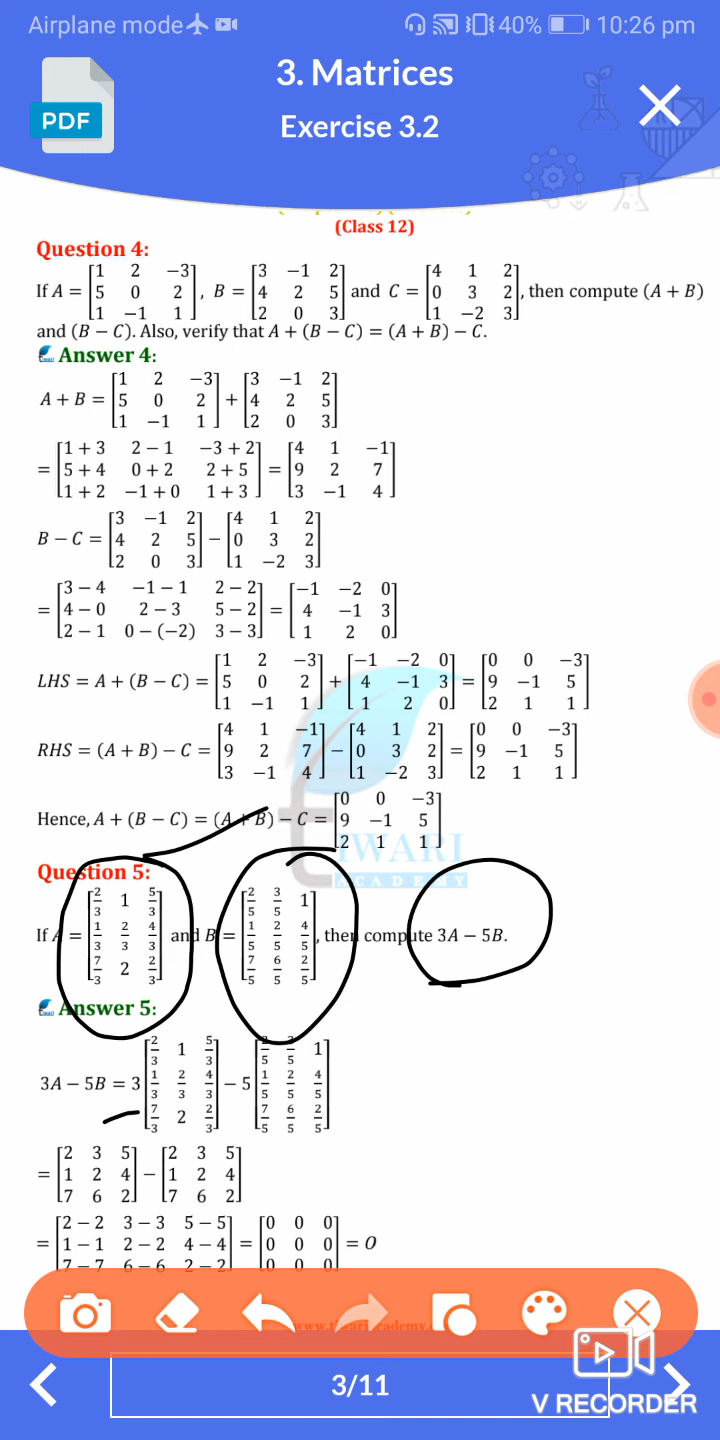 Airplane mode 40% 10:26 pm
3. Matrices
PDF
Exercise 3.2
(Class 12)
Question 4:
If A = [1 2 −3; 5 0 2; 1 −1 1], B = [3 −1 2; 4 2 5; 2 0 3] and C = [4 1 2; 0 3 2; 1 −2 3], then compute (A + B)
and (B − C). Also, verify that A + (B − C) = (A + B) − C.
Answer 4:
A + B = [1 2 −3; 5 0 2; 1 −1 1] + [3 −1 2; 4 2 5; 2 0 3]
= [1 + 3 2 − 1 −3 + 2; 5 + 4 0 + 2 2 + 5; 1 + 2 −1 + 0 1 + 3] = [4 1 −1; 9 2 7; 3 −1 4]
B − C = [3 −1 2; 4 2 5; 2 0 3] − [4 1 2; 0 3 2; 1 −2 3]
= [3 − 4 −1 − 1 2 − 2; 4 − 0 2 − 3 5 − 2; 2 − 1 0 − (−2) 3 − 3] = [−1 −2 0; 4 −1 3; 1 2 0]
LHS = A + (B − C) = [1 2 −3; 5 0 2; 1 −1 1] + [−1 −2 0; 4 −1 3; 1 2 0] = [0 0 −3; 9 −1 5; 2 1 1]
RHS = (A + B) − C = [4 1 −1; 9 2 7; 3 −1 4] − [4 1 2; 0 3 2; 1 −2 3] = [0 0 −3; 9 −1 5; 2 1 1]
Hence, A + (B − C) = (A + B) − C = [0 0 −3; 9 −1 5; 2 1 1]
TIWARI
ACADEMY
Question 5:
If A = [2/3 1 5/3; 1/3 2/3 4/3; 7/3 2 2/3] and B = [2/5 3/5 1; 1/5 2/5 4/5; 7/5 6/5 2/5], then compute 3A − 5B.
Answer 5:
3A − 5B = 3 [2/3 1 5/3; 1/3 2/3 4/3; 7/3 2 2/3] − 5 [2/5 3/5 1; 1/5 2/5 4/5; 7/5 6/5 2/5]
= [2 3 5; 1 2 4; 7 6 2] − [2 3 5; 1 2 4; 7 6 2]
= [2 − 2 3 − 3 5 − 5; 1 − 1 2 − 2 4 − 4; 7 − 7 6 − 6 2 − 2] = [0 0 0; 0 0 0; 0 0 0] = O
3/11
V RECORDER